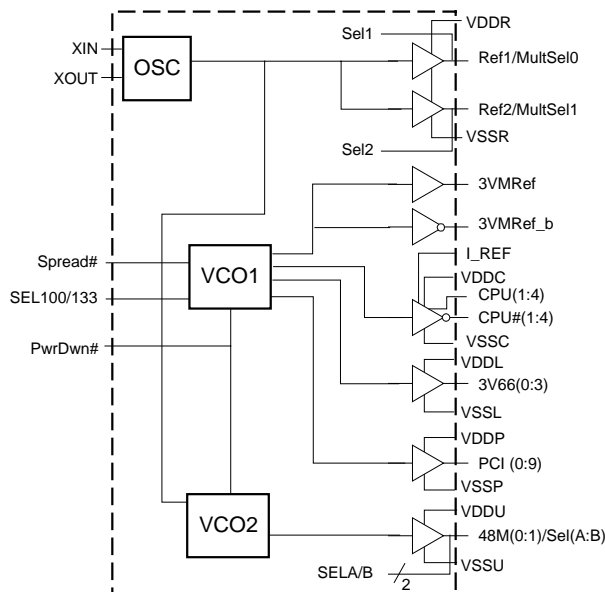 VDDR
Sel1
XIN
OSC
Ref1/MultSel0
XOUT
Ref2/MultSel1
VSSR
Sel2
3VMRef
3VMRef_b
I_REF
Spread#
VCO1
VDDC
SEL100/133
CPU(1:4)
CPU#(1:4)
PwrDwn#
VSSC
VDDL
3V66(0:3)
VSSL
VDDP
PCI (0:9)
VSSP
VDDU
VCO2
48M(0:1)/Sel(A:B)
VSSU
SELA/B
2